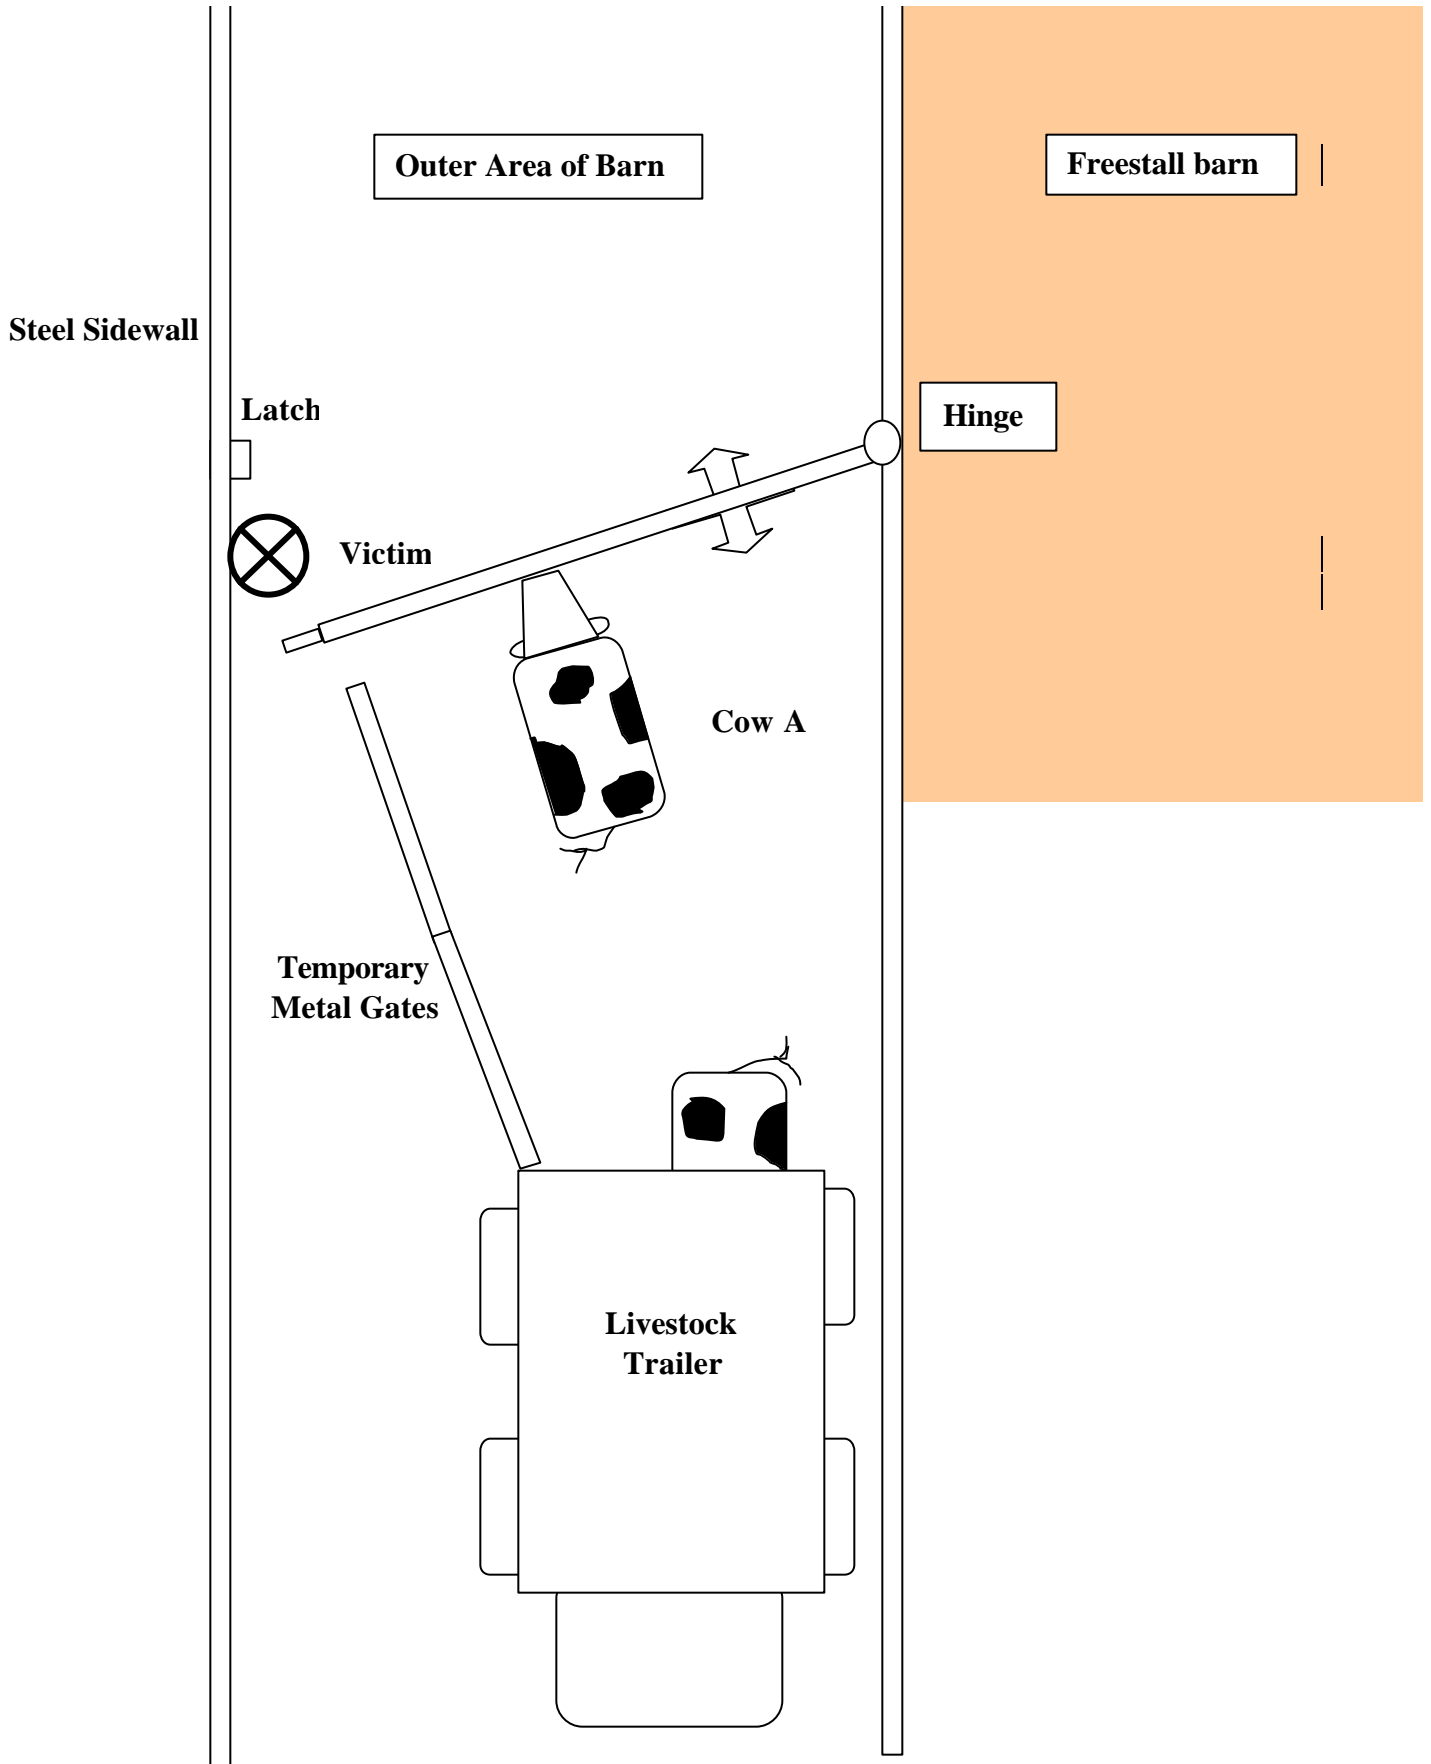 Outer Area of Barn
Freestall barn
Steel Sidewall
Latch
Hinge
Victim
Cow A
Temporary
Metal Gates
Livestock
Trailer